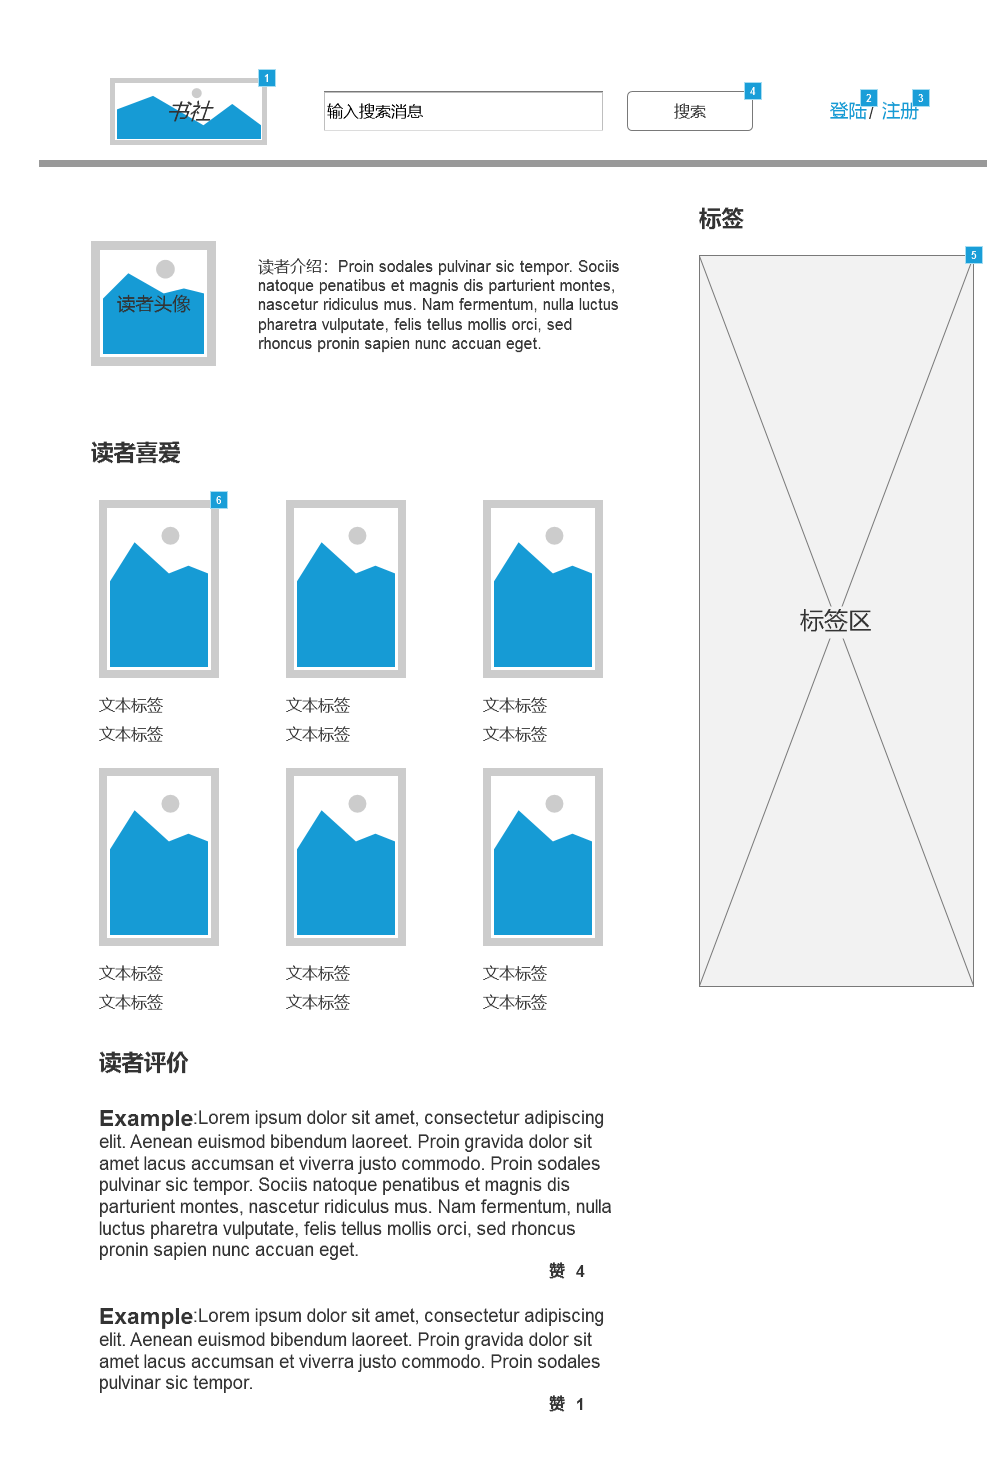 书社
1
输入搜索消息
搜索
4
登陆/ 注册
2
3
标签
5
读者头像
读者介绍：Proin sodales pulvinar sic tempor. Sociis
natoque penatibus et magnis dis parturient montes,
nascetur ridiculus mus. Nam fermentum, nulla luctus
pharetra vulputate, felis tellus mollis orci, sed
rhoncus pronin sapien nunc accuan eget.
标签区
读者喜爱
6
文本标签
文本标签
文本标签
文本标签
文本标签
文本标签
文本标签
文本标签
文本标签
文本标签
文本标签
文本标签
读者评价
Example:Lorem ipsum dolor sit amet, consectetur adipiscing
elit. Aenean euismod bibendum laoreet. Proin gravida dolor sit
amet lacus accumsan et viverra justo commodo. Proin sodales
pulvinar sic tempor. Sociis natoque penatibus et magnis dis
parturient montes, nascetur ridiculus mus. Nam fermentum, nulla
luctus pharetra vulputate, felis tellus mollis orci, sed rhoncus
pronin sapien nunc accuan eget.
赞 4
Example:Lorem ipsum dolor sit amet, consectetur adipiscing
elit. Aenean euismod bibendum laoreet. Proin gravida dolor sit
amet lacus accumsan et viverra justo commodo. Proin sodales
pulvinar sic tempor.
赞 1